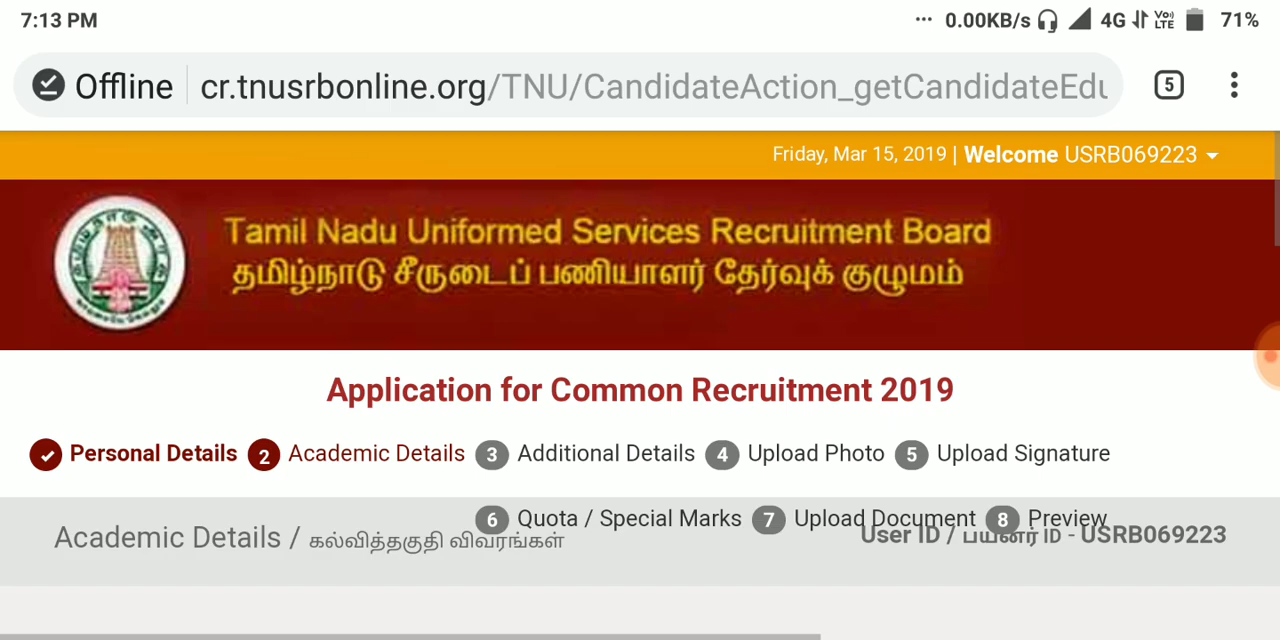 7:13 PM ... 0.00KB/s 4G Vo) LTE 71%
Offline cr.tnusrbonline.org/TNU/CandidateAction_getCandidateEdu 5
Friday, Mar 15, 2019 | Welcome USRB069223
Tamil Nadu Uniformed Services Recruitment Board
தமிழ்நாடு சீருடைப் பணியாளர் தேர்வுக் குழுமம்
Application for Common Recruitment 2019
Personal Details 2 Academic Details 3 Additional Details 4 Upload Photo 5 Upload Signature
6 Quota / Special Marks 7 Upload Document 8 Preview
Academic Details / கல்வித்தகுதி விவரங்கள் User ID / பயனர் ID - USRB069223